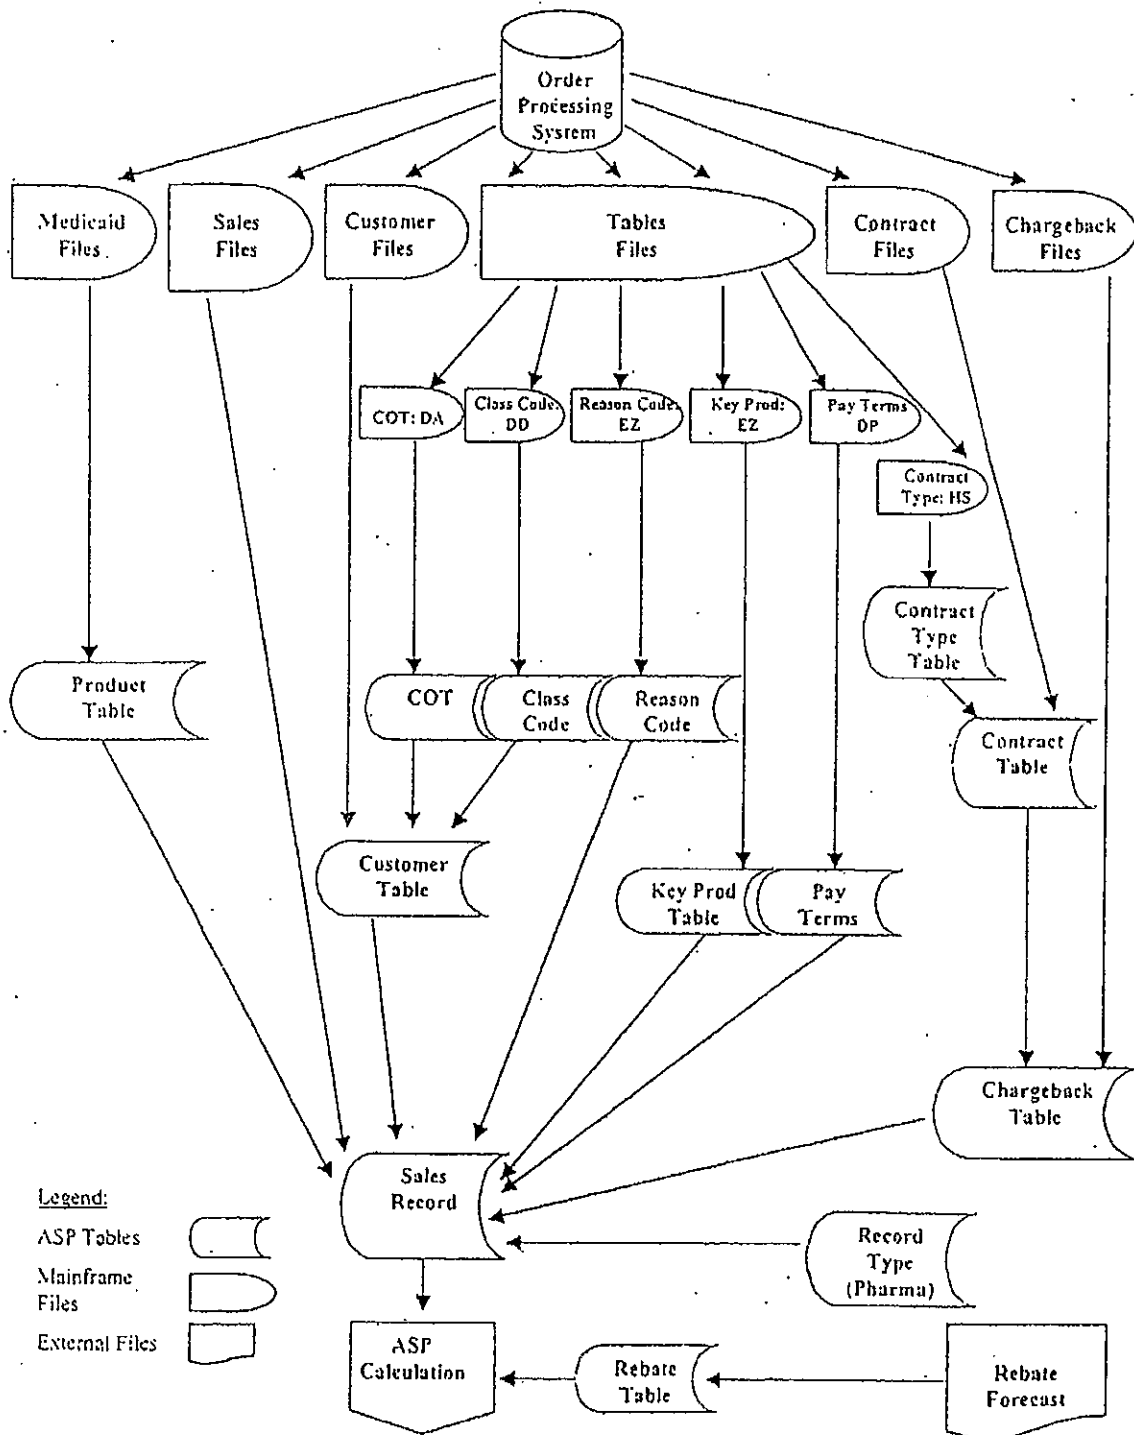 Order
Processing
System
Medicaid
Files
Sales
Files
Customer
Files
Tables
Files
Contract
Files
Chargeback
Files
COT: DA
Class Code:
DD
Reason Code:
EZ
Key Prod:
EZ
Pay Terms
DP
Contract
Type: HS
Contract
Type
Table
Product
Table
COT
Class
Code
Reason
Code
Contract
Table
Customer
Table
Key Prod
Table
Pay
Terms
Chargeback
Table
Sales
Record
Legend:
ASP Tables
Mainframe
Files
External Files
Record
Type
(Pharma)
ASP
Calculation
Rebate
Table
Rebate
Forecast